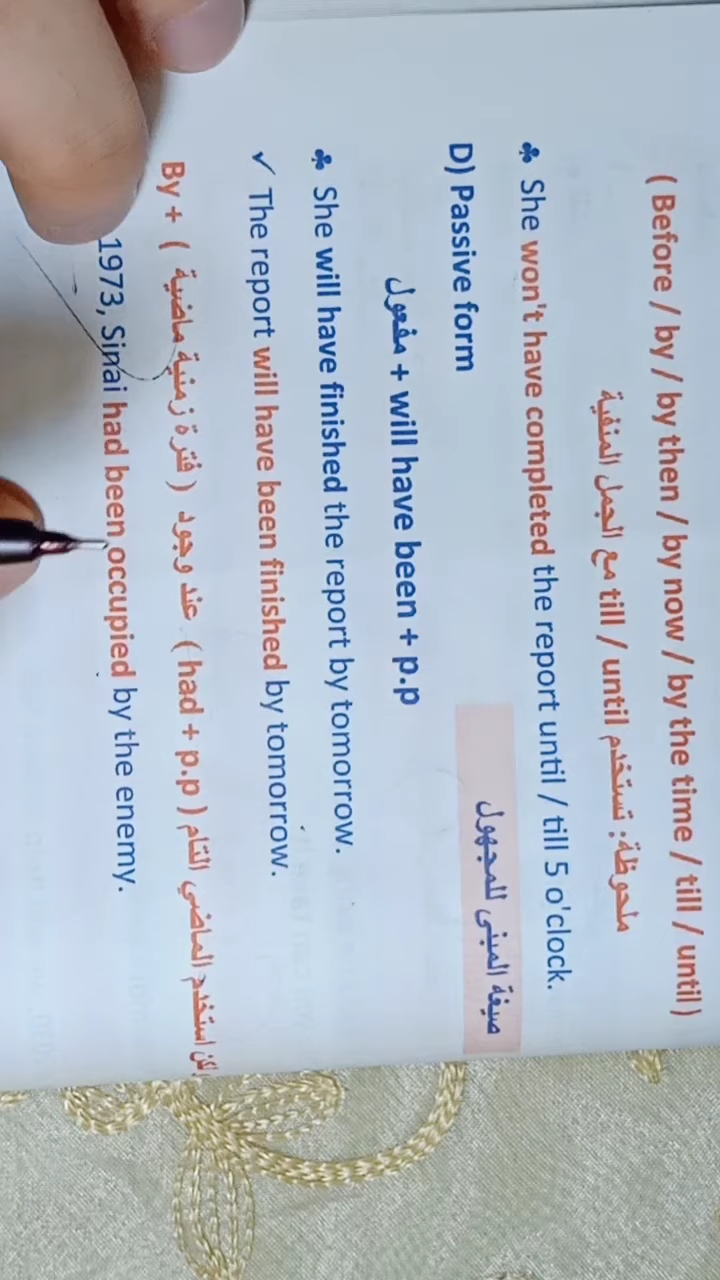 ( Before / by / by then / by now / by the time / till / until )
ملحوظة: تستخدم till / until مع الجمل المنفية
♣ She won't have completed the report until / till 5 o'clock.
D) Passive form صيغة المبنى للمجهول
مفعول + will have been + p.p
♣ She will have finished the report by tomorrow.
✓ The report will have been finished by tomorrow.
لكن استخدم الماضي التام ( had + p.p ) عند وجود ( فترة زمنية ماضية ) By +
1973, Sinai had been occupied by the enemy.